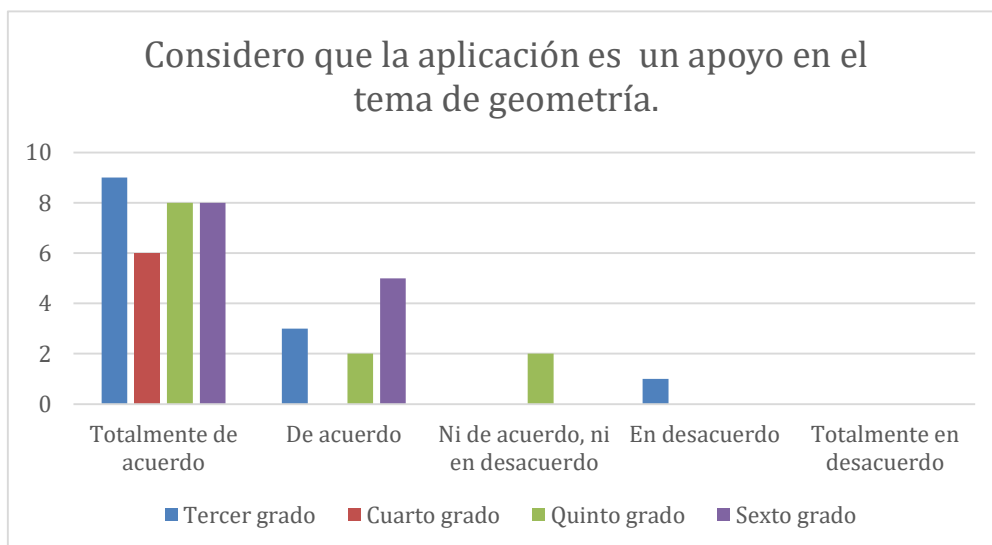 Considero que la aplicación es  un apoyo en el
tema de geometría.
10
8
6
4
2
0
Totalmente de
acuerdo
De acuerdo
Ni de acuerdo, ni
en desacuerdo
En desacuerdo
Totalmente en
desacuerdo
Tercer grado
Cuarto grado
Quinto grado
Sexto grado